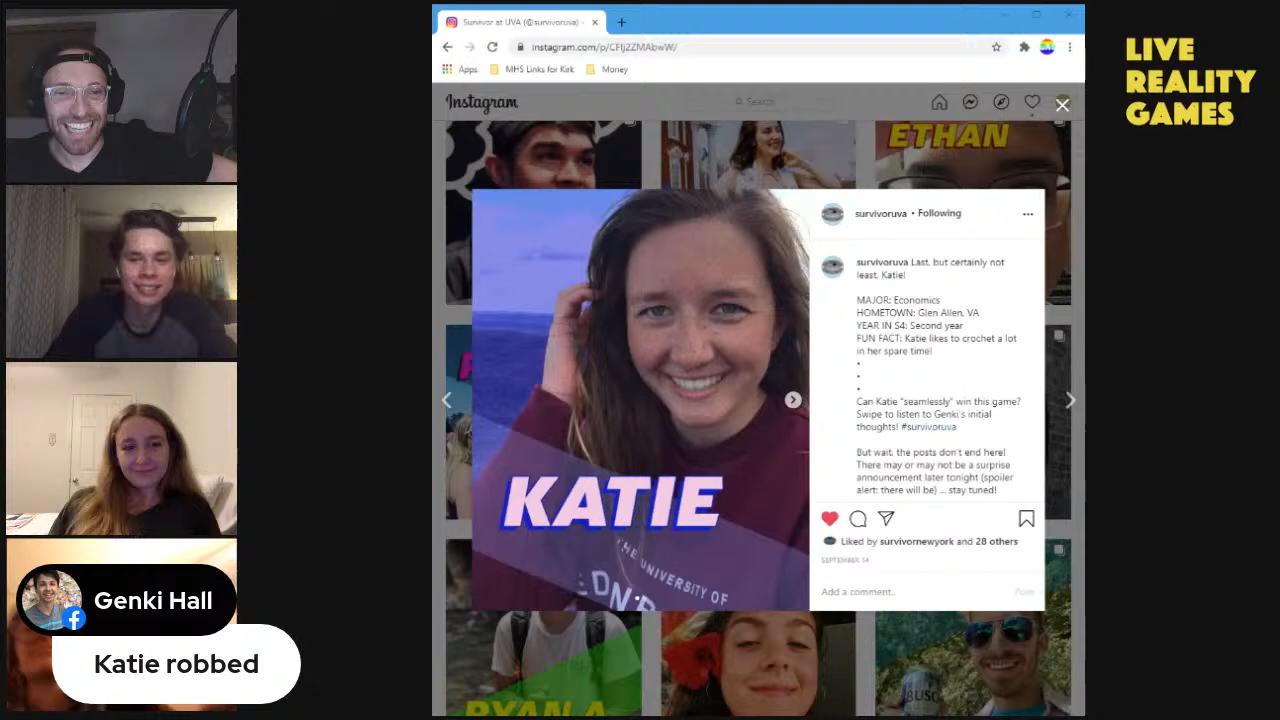 Survivor at UVA (@survivoruva) -
instagram.com/p/CFIj2ZMAbwW/
Apps
MHS Links for Kirk
Money
LIVE
REALITY
GAMES
Instagram
Search
ETHAN
survivoruva • Following
survivoruva Last, but certainly not
least, Katie!
MAJOR: Economics
HOMETOWN: Glen Allen, VA
YEAR IN S4: Second year
FUN FACT: Katie likes to crochet a lot
in her spare time!
•
•
•
Can Katie "seamlessly" win this game?
Swipe to listen to Genki's initial
thoughts! #survivoruva
But wait, the posts don't end here!
There may or may not be a surprise
announcement later tonight (spoiler
alert: there will be) ... stay tuned!
KATIE
THE UNIVERSITY OF
Liked by survivornewyork and 28 others
SEPTEMBER 14
Add a comment..
Post
Genki Hall
Katie robbed
BUSC
RYAN A